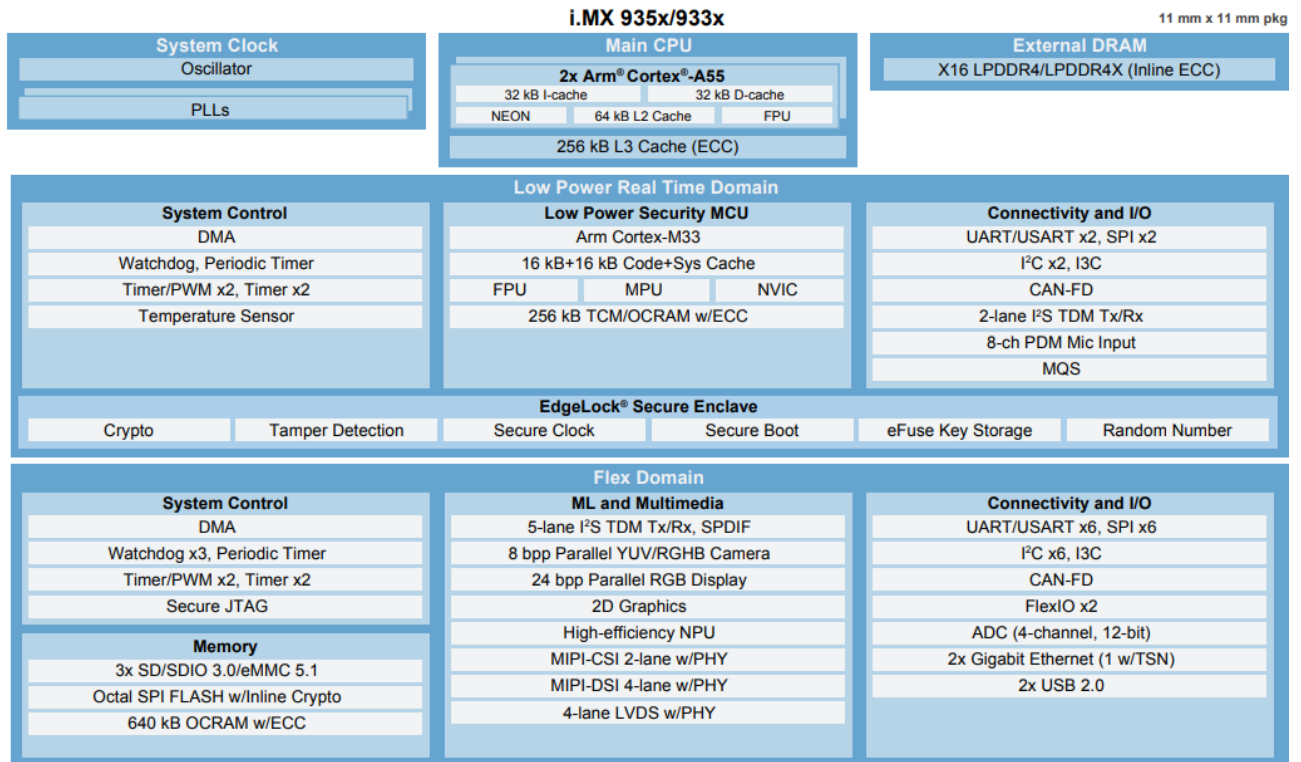 i.MX 935x/933x
11 mm x 11 mm pkg
System Clock
Oscillator
PLLs
Main CPU
2x Arm® Cortex®-A55
32 kB I-cache
32 kB D-cache
NEON
64 kB L2 Cache
FPU
256 kB L3 Cache (ECC)
External DRAM
X16 LPDDR4/LPDDR4X (Inline ECC)
Low Power Real Time Domain
System Control
DMA
Watchdog, Periodic Timer
Timer/PWM x2, Timer x2
Temperature Sensor
Low Power Security MCU
Arm Cortex-M33
16 kB+16 kB Code+Sys Cache
FPU
MPU
NVIC
256 kB TCM/OCRAM w/ECC
Connectivity and I/O
UART/USART x2, SPI x2
I²C x2, I3C
CAN-FD
2-lane I²S TDM Tx/Rx
8-ch PDM Mic Input
MQS
EdgeLock® Secure Enclave
Crypto
Tamper Detection
Secure Clock
Secure Boot
eFuse Key Storage
Random Number
Flex Domain
System Control
DMA
Watchdog x3, Periodic Timer
Timer/PWM x2, Timer x2
Secure JTAG
Memory
3x SD/SDIO 3.0/eMMC 5.1
Octal SPI FLASH w/Inline Crypto
640 kB OCRAM w/ECC
ML and Multimedia
5-lane I²S TDM Tx/Rx, SPDIF
8 bpp Parallel YUV/RGHB Camera
24 bpp Parallel RGB Display
2D Graphics
High-efficiency NPU
MIPI-CSI 2-lane w/PHY
MIPI-DSI 4-lane w/PHY
4-lane LVDS w/PHY
Connectivity and I/O
UART/USART x6, SPI x6
I²C x6, I3C
CAN-FD
FlexIO x2
ADC (4-channel, 12-bit)
2x Gigabit Ethernet (1 w/TSN)
2x USB 2.0